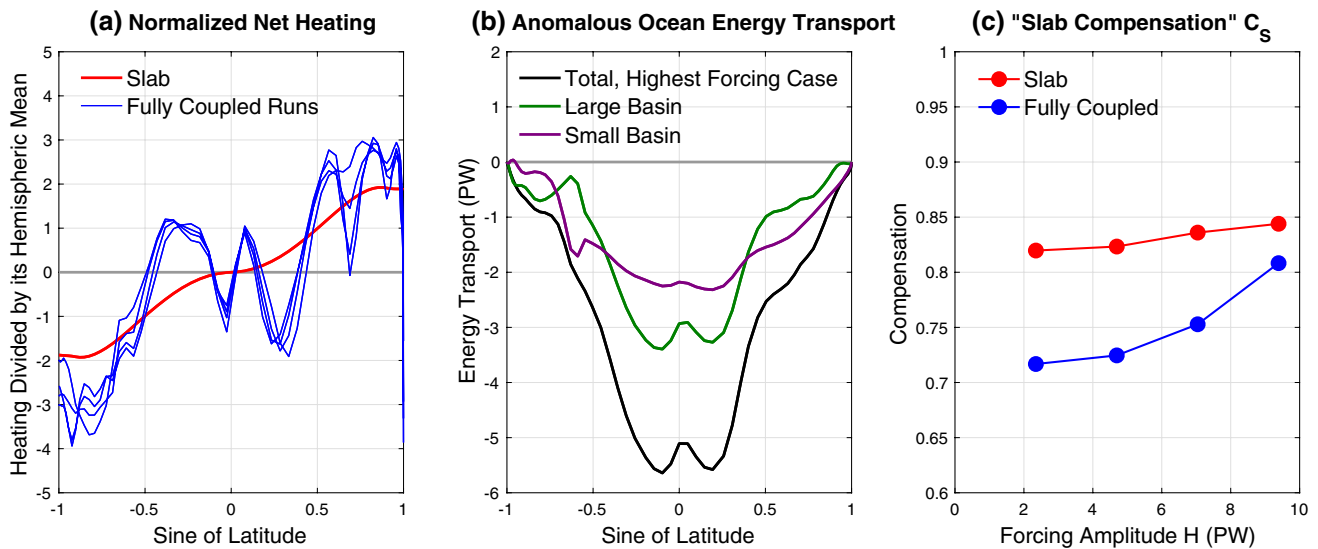 (a) Normalized Net Heating
Heating Divided by its Hemispheric Mean
5
4
3
2
1
0
-1
-2
-3
-4
-5
Slab
Fully Coupled Runs
-1
-0.5
0
0.5
1
Sine of Latitude
(b) Anomalous Ocean Energy Transport
Energy Transport (PW)
2
1
0
-1
-2
-3
-4
-5
-6
Total, Highest Forcing Case
Large Basin
Small Basin
-1
-0.5
0
0.5
1
Sine of Latitude
(c) "Slab Compensation" CS
Compensation
1
0.95
0.9
0.85
0.8
0.75
0.7
0.65
0.6
Slab
Fully Coupled
0
2
4
6
8
10
Forcing Amplitude H (PW)